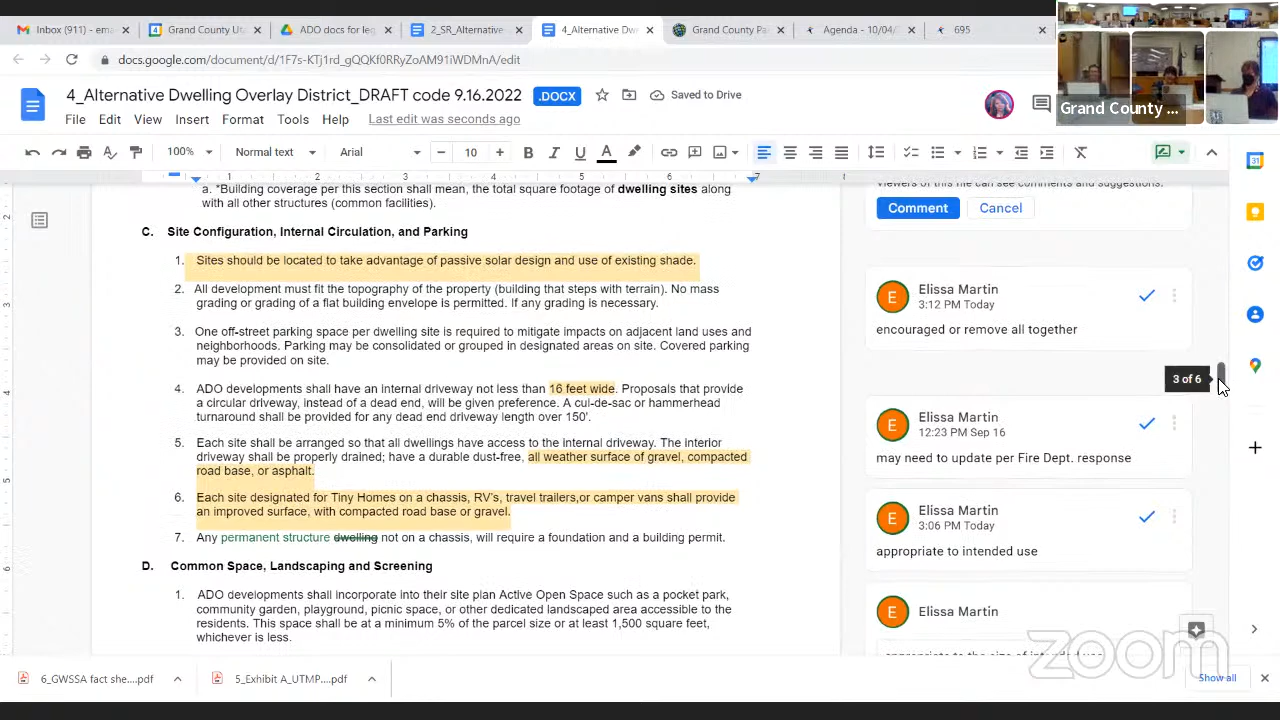 Inbox (911) - em
Grand County Ut
ADO docs for
2_SR_Alternative
4_Alternative Dw
Grand County Pa
Agenda - 10/04/
695
docs.google.com/document/d/1F7s-KTj1rd_gQQKf0RRyZoAM91iWDMnA/edit
4_Alternative Dwelling Overlay District_DRAFT code 9.16.2022
.DOCX
Saved to Drive
File Edit View Insert Format Tools Help Last edit was seconds ago
Grand County ...
100% Normal text Arial 10 B I U A
1 2 3 4 5 6 7
a. *Building coverage per this section shall mean, the total square footage of dwelling sites along
with all other structures (common facilities).
C. Site Configuration, Internal Circulation, and Parking
1. Sites should be located to take advantage of passive solar design and use of existing shade.
2. All development must fit the topography of the property (building that steps with terrain). No mass
grading or grading of a flat building envelope is permitted. If any grading is necessary.
3. One off-street parking space per dwelling site is required to mitigate impacts on adjacent land uses and
neighborhoods. Parking may be consolidated or grouped in designated areas on site. Covered parking
may be provided on site.
4. ADO developments shall have an internal driveway not less than 16 feet wide. Proposals that provide
a circular driveway, instead of a dead end, will be given preference. A cul-de-sac or hammerhead
turnaround shall be provided for any dead end driveway length over 150'.
5. Each site shall be arranged so that all dwellings have access to the internal driveway. The interior
driveway shall be properly drained; have a durable dust-free, all weather surface of gravel, compacted
road base, or asphalt.
6. Each site designated for Tiny Homes on a chassis, RV's, travel trailers,or camper vans shall provide
an improved surface, with compacted road base or gravel.
7. Any permanent structure dwelling not on a chassis, will require a foundation and a building permit.
D. Common Space, Landscaping and Screening
1. ADO developments shall incorporate into their site plan Active Open Space such as a pocket park,
community garden, playground, picnic space, or other dedicated landscaped area accessible to the
residents. This space shall be at a minimum 5% of the parcel size or at least 1,500 square feet,
whichever is less.
Viewers of this file can see comments and suggestions.
Comment Cancel
E Elissa Martin
3:12 PM Today
encouraged or remove all together
3 of 6
E Elissa Martin
12:23 PM Sep 16
may need to update per Fire Dept. response
E Elissa Martin
3:06 PM Today
appropriate to intended use
E Elissa Martin
zoom
6_GWSSA fact she....pdf
5_Exhibit A_UTMP....pdf
Show all